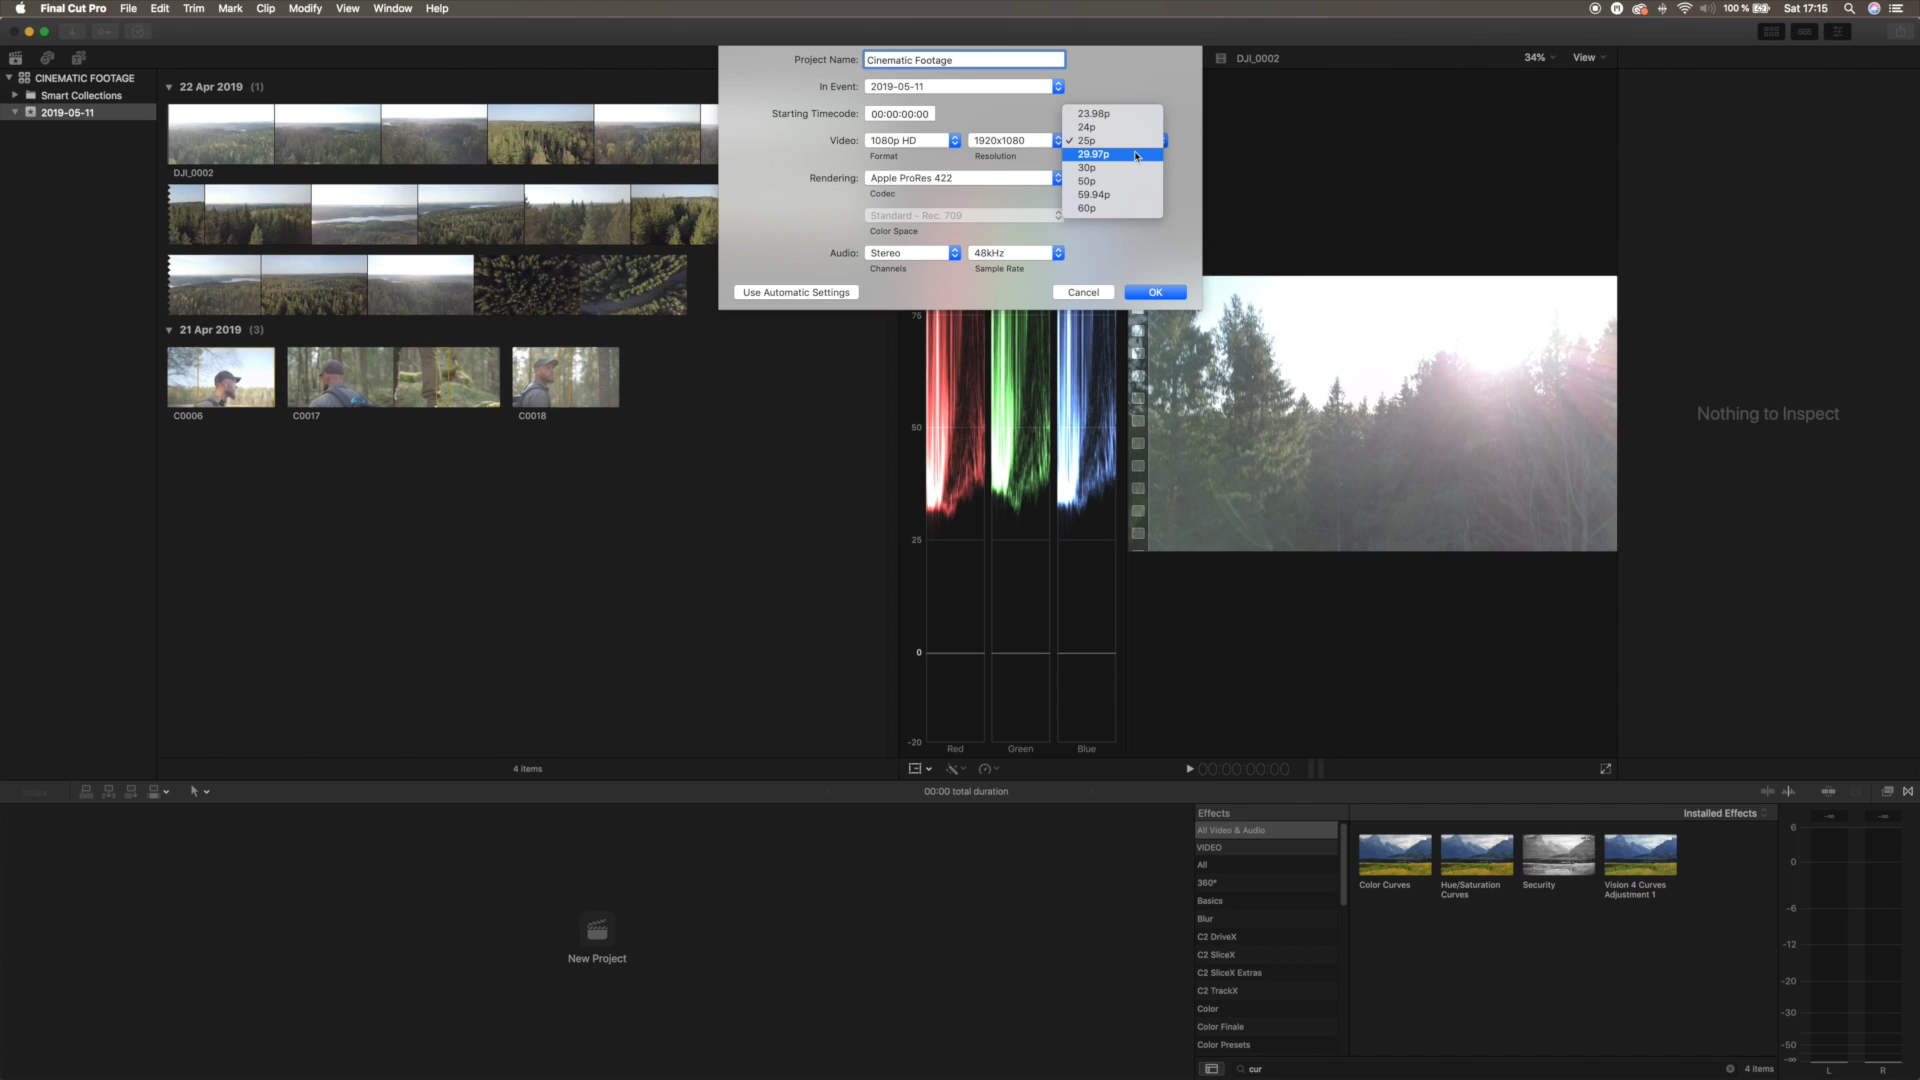 Final Cut Pro File Edit Trim Mark Clip Modify View Window Help 100 % Sat 17:15
Project Name: Cinematic Footage
In Event: 2019-05-11
Starting Timecode: 00:00:00:00
Video: 1080p HD 1920x1080
Format Resolution
Rendering: Apple ProRes 422
Codec
Standard - Rec. 709
Color Space
Audio: Stereo 48kHz
Channels Sample Rate
Use Automatic Settings Cancel OK
23.98p
24p
✓ 25p
29.97p
30p
50p
59.94p
60p
DJI_0002 34% View
CINEMATIC FOOTAGE
Smart Collections
2019-05-11
22 Apr 2019 (1)
DJI_0002
21 Apr 2019 (3)
C0006 C0017 C0018
4 items
75
50
25
0
-20
Red Green Blue
Nothing to Inspect
00:00:00:00
Index
00:00 total duration
New Project
Effects Installed Effects
All Video & Audio
VIDEO
All
360°
Basics
Blur
C2 DriveX
C2 SliceX
C2 SliceX Extras
C2 TrackX
Color
Color Finale
Color Presets
Color Curves
Hue/Saturation
Curves
Security
Vision 4 Curves
Adjustment 1
cur
4 items
-∞ -∞
6
0
-6
-12
-20
-30
-50
-∞
L R